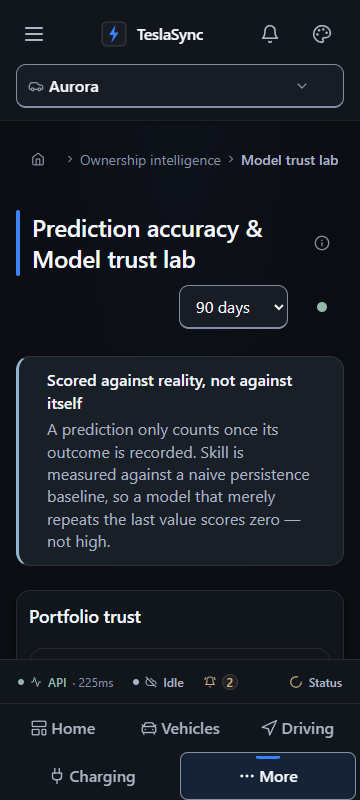 TeslaSync
Aurora
Ownership intelligence Model trust lab
Prediction accuracy &
Model trust lab
90 days
Scored against reality, not against
itself
A prediction only counts once its
outcome is recorded. Skill is
measured against a naive persistence
baseline, so a model that merely
repeats the last value scores zero —
not high.
Portfolio trust
API · 225ms Idle 2 Status
Home Vehicles Driving
Charging More